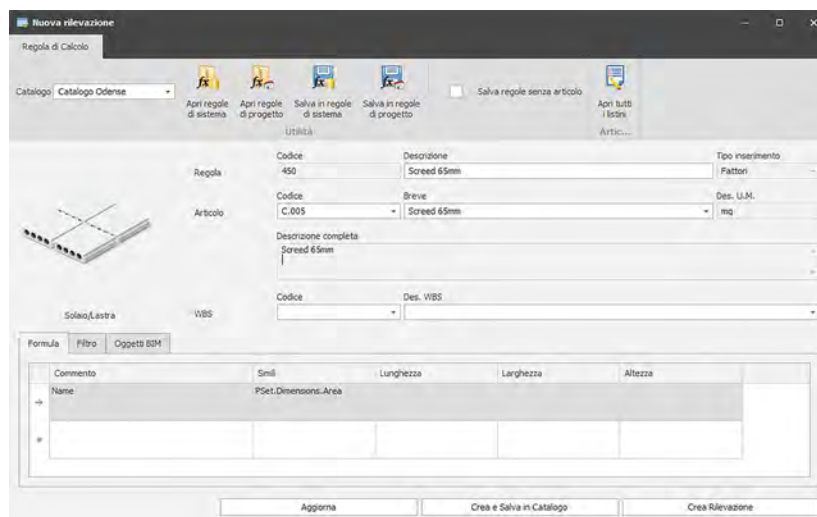 Nuova rilevazione
Regola di Calcolo
Catalogo Catalogo Odense
fx fx fx fx
Apri regole di sistema
Apri regole di progetto
Salva in regole di sistema
Salva in regole di progetto
Salva regole senza articolo
Apri tutti i listini
Utilità
Artic...
Codice Descrizione Tipo inserimento
Regola 450 Screed 65mm Fattori
Codice Breve Des. U.M.
Articolo C.005 Screed 65mm mq
Descrizione completa
Screed 65mm
Codice Des. WBS
Solaio/Lastra WBS
Formula Filtro Oggetti BIM
Commento Simili Lunghezza Larghezza Altezza
Name PSet.Dimensions.Area
Aggiorna Crea e Salva in Catalogo Crea Rilevazione